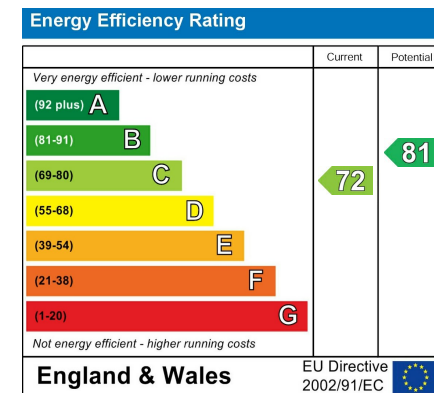 Energy Efficiency Rating
Current
Potential
Very energy efficient - lower running costs
(92 plus) A
(81-91) B
(69-80) C
(55-68) D
(39-54) E
(21-38) F
(1-20) G
72
81
Not energy efficient - higher running costs
England & Wales
EU Directive
2002/91/EC